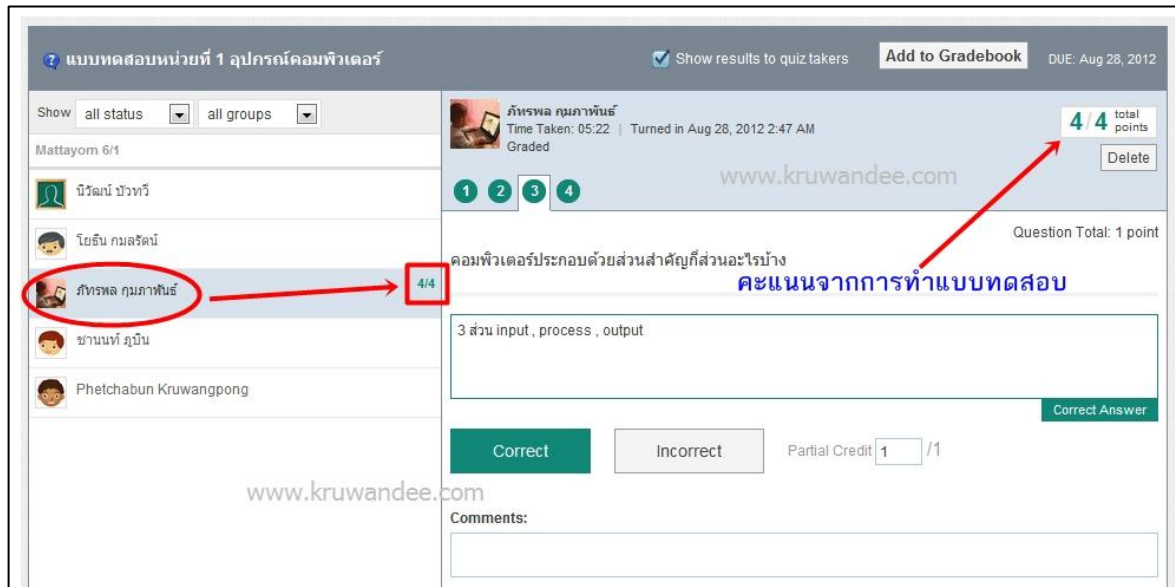 แบบทดสอบหน่วยที่ 1 อุปกรณ์คอมพิวเตอร์
Show results to quiz takers
Add to Gradebook
DUE: Aug 28, 2012
Show all status all groups
Mattayom 6/1
นิวัฒน์ บัวทวี
โยธิน กมลรัตน์
ภัทรพล กุมภาพันธ์
4/4
ชานนท์ ภูบิน
Phetchabun Kruwangpong
ภัทรพล กุมภาพันธ์
Time Taken: 05:22 | Turned in Aug 28, 2012 2:47 AM
Graded
4/4 total points
Delete
www.kruwandee.com
1 2 3 4
Question Total: 1 point
คอมพิวเตอร์ประกอบด้วยส่วนสำคัญกี่ส่วนอะไรบ้าง
คะแนนจากการทำแบบทดสอบ
3 ส่วน input , process , output
Correct Answer
Correct
Incorrect
Partial Credit 1 /1
www.kruwandee.com
Comments: